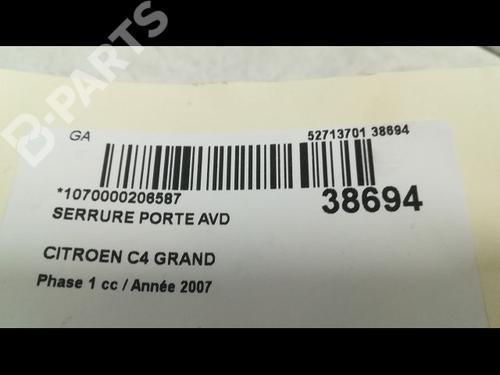 B-PARTS
GA
52713701 38694
*1070000206587
38694
SERRURE PORTE AVD
CITROEN C4 GRAND
Phase 1 cc / Année 2007